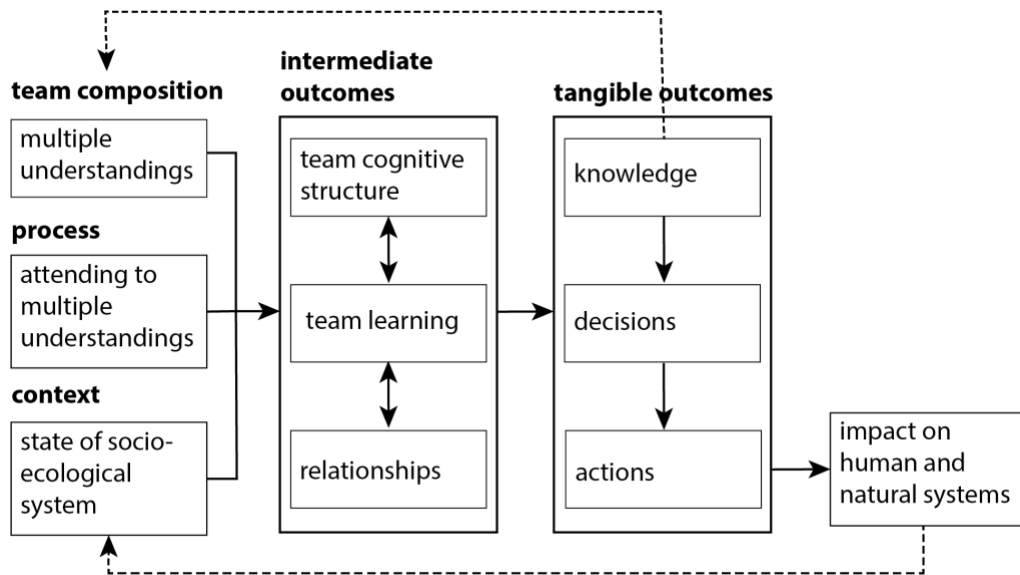 team composition
multiple
understandings
process
attending to
multiple
understandings
context
state of socio-
ecological
system
intermediate
outcomes
team cognitive
structure
team learning
relationships
tangible outcomes
knowledge
decisions
actions
impact on
human and
natural systems